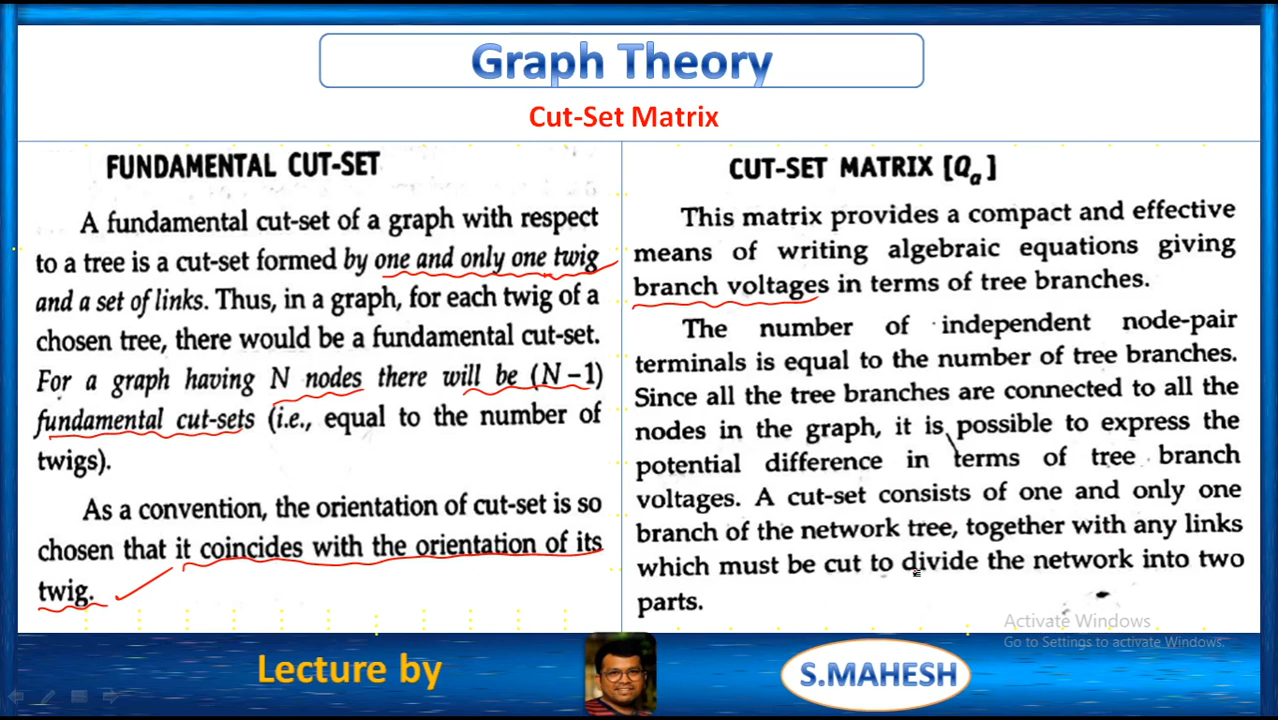 Graph Theory
Cut-Set Matrix
FUNDAMENTAL CUT-SET
A fundamental cut-set of a graph with respect
to a tree is a cut-set formed by one and only one twig
and a set of links. Thus, in a graph, for each twig of a
chosen tree, there would be a fundamental cut-set.
For a graph having N nodes there will be (N – 1)
fundamental cut-sets (i.e., equal to the number of
twigs).
As a convention, the orientation of cut-set is so
chosen that it coincides with the orientation of its
twig.
CUT-SET MATRIX [Qa]
This matrix provides a compact and effective
means of writing algebraic equations giving
branch voltages in terms of tree branches.
The number of independent node-pair
terminals is equal to the number of tree branches.
Since all the tree branches are connected to all the
nodes in the graph, it is possible to express the
potential difference in terms of tree branch
voltages. A cut-set consists of one and only one
branch of the network tree, together with any links
which must be cut to divide the network into two
parts.
Activate Windows
Go to Settings to activate Windows.
Lecture by
S.MAHESH